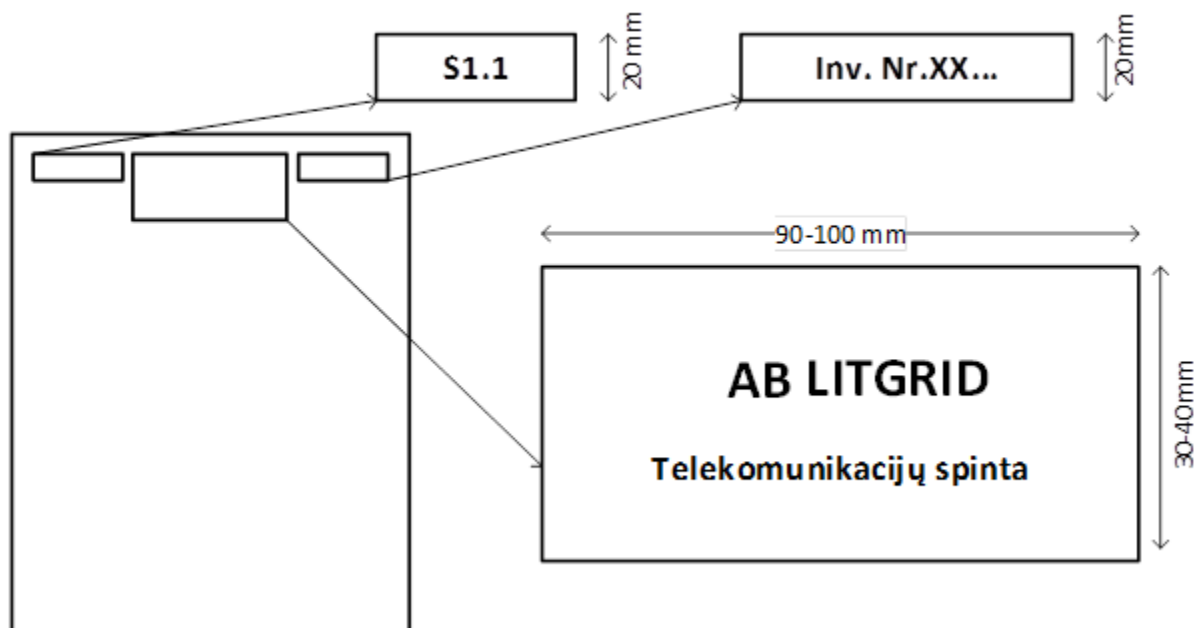 S1.1
20 mm
Inv. Nr.XX...
20mm
90-100 mm
AB LITGRID
Telekomunikacijų spinta
30-40mm